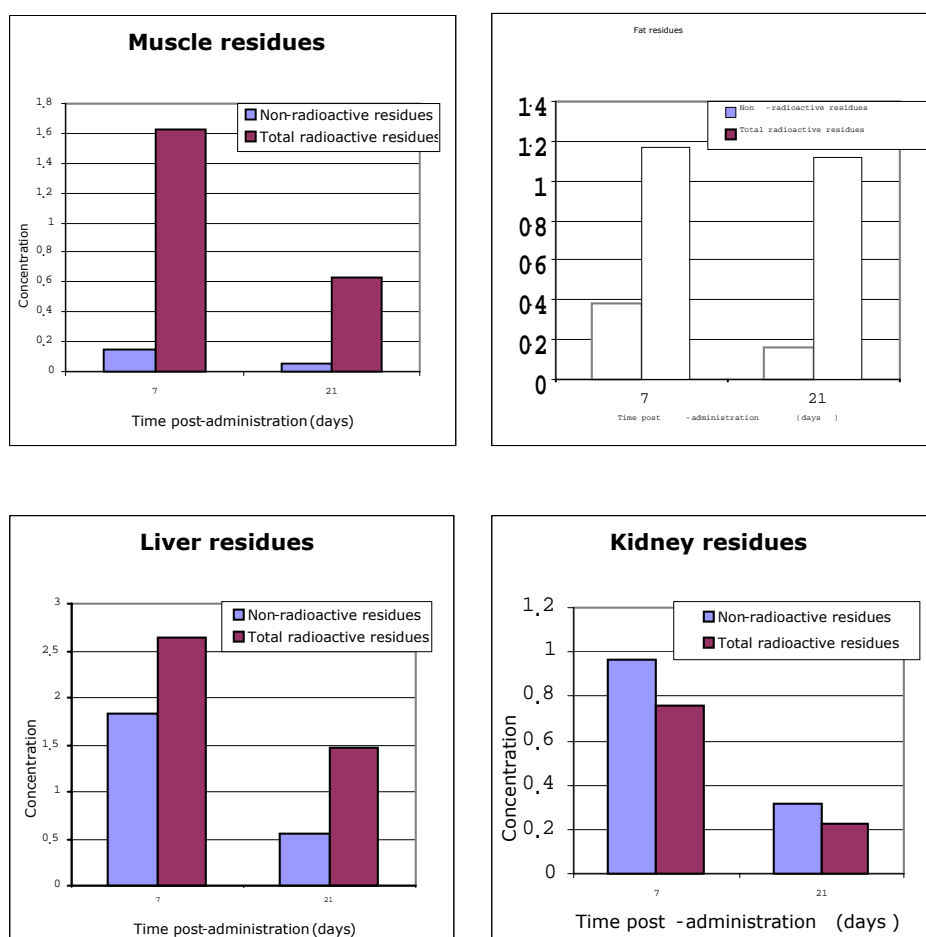 Muscle residues
1.8
1.6
1.4
1.2
1
0.8
0.6
0.4
0.2
0
Concentration
Non-radioactive residues
Total radioactive residues
7 21
Time post-administration (days)
Fat residues
1.4
1.2
1
0.8
0.6
0.4
0.2
0
Non -radioactive residues
Total radioactive residues
7 21
Time post -administration (days )
Liver residues
3
2.5
2
1.5
1
0.5
0
Concentration
Non-radioactive residues
Total radioactive residues
7 21
Time post-administration (days)
Kidney residues
1.2
1
0.8
0.6
0.4
0.2
0
Concentration
Non-radioactive residues
Total radioactive residues
7 21
Time post -administration (days )